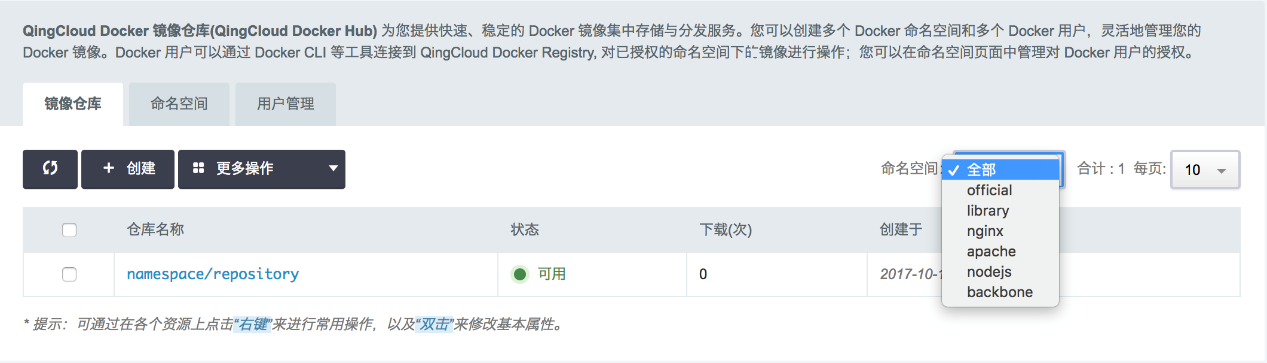 QingCloud Docker 镜像仓库(QingCloud Docker Hub) 为您提供快速、稳定的 Docker 镜像集中存储与分发服务。您可以创建多个 Docker 命名空间和多个 Docker 用户，灵活地管理您的
Docker 镜像。Docker 用户可以通过 Docker CLI 等工具连接到 QingCloud Docker Registry, 对已授权的命名空间下的镜像进行操作；您可以在命名空间页面中管理对 Docker 用户的授权。
镜像仓库 命名空间 用户管理
创建 更多操作 命名空间: 全部 合计 : 1 每页: 10
official
library
nginx
apache
nodejs
backbone
仓库名称 状态 下载(次) 创建于
namespace/repository 可用 0 2017-10-
* 提示：可通过在各个资源上点击“右键”来进行常用操作，以及“双击”来修改基本属性。